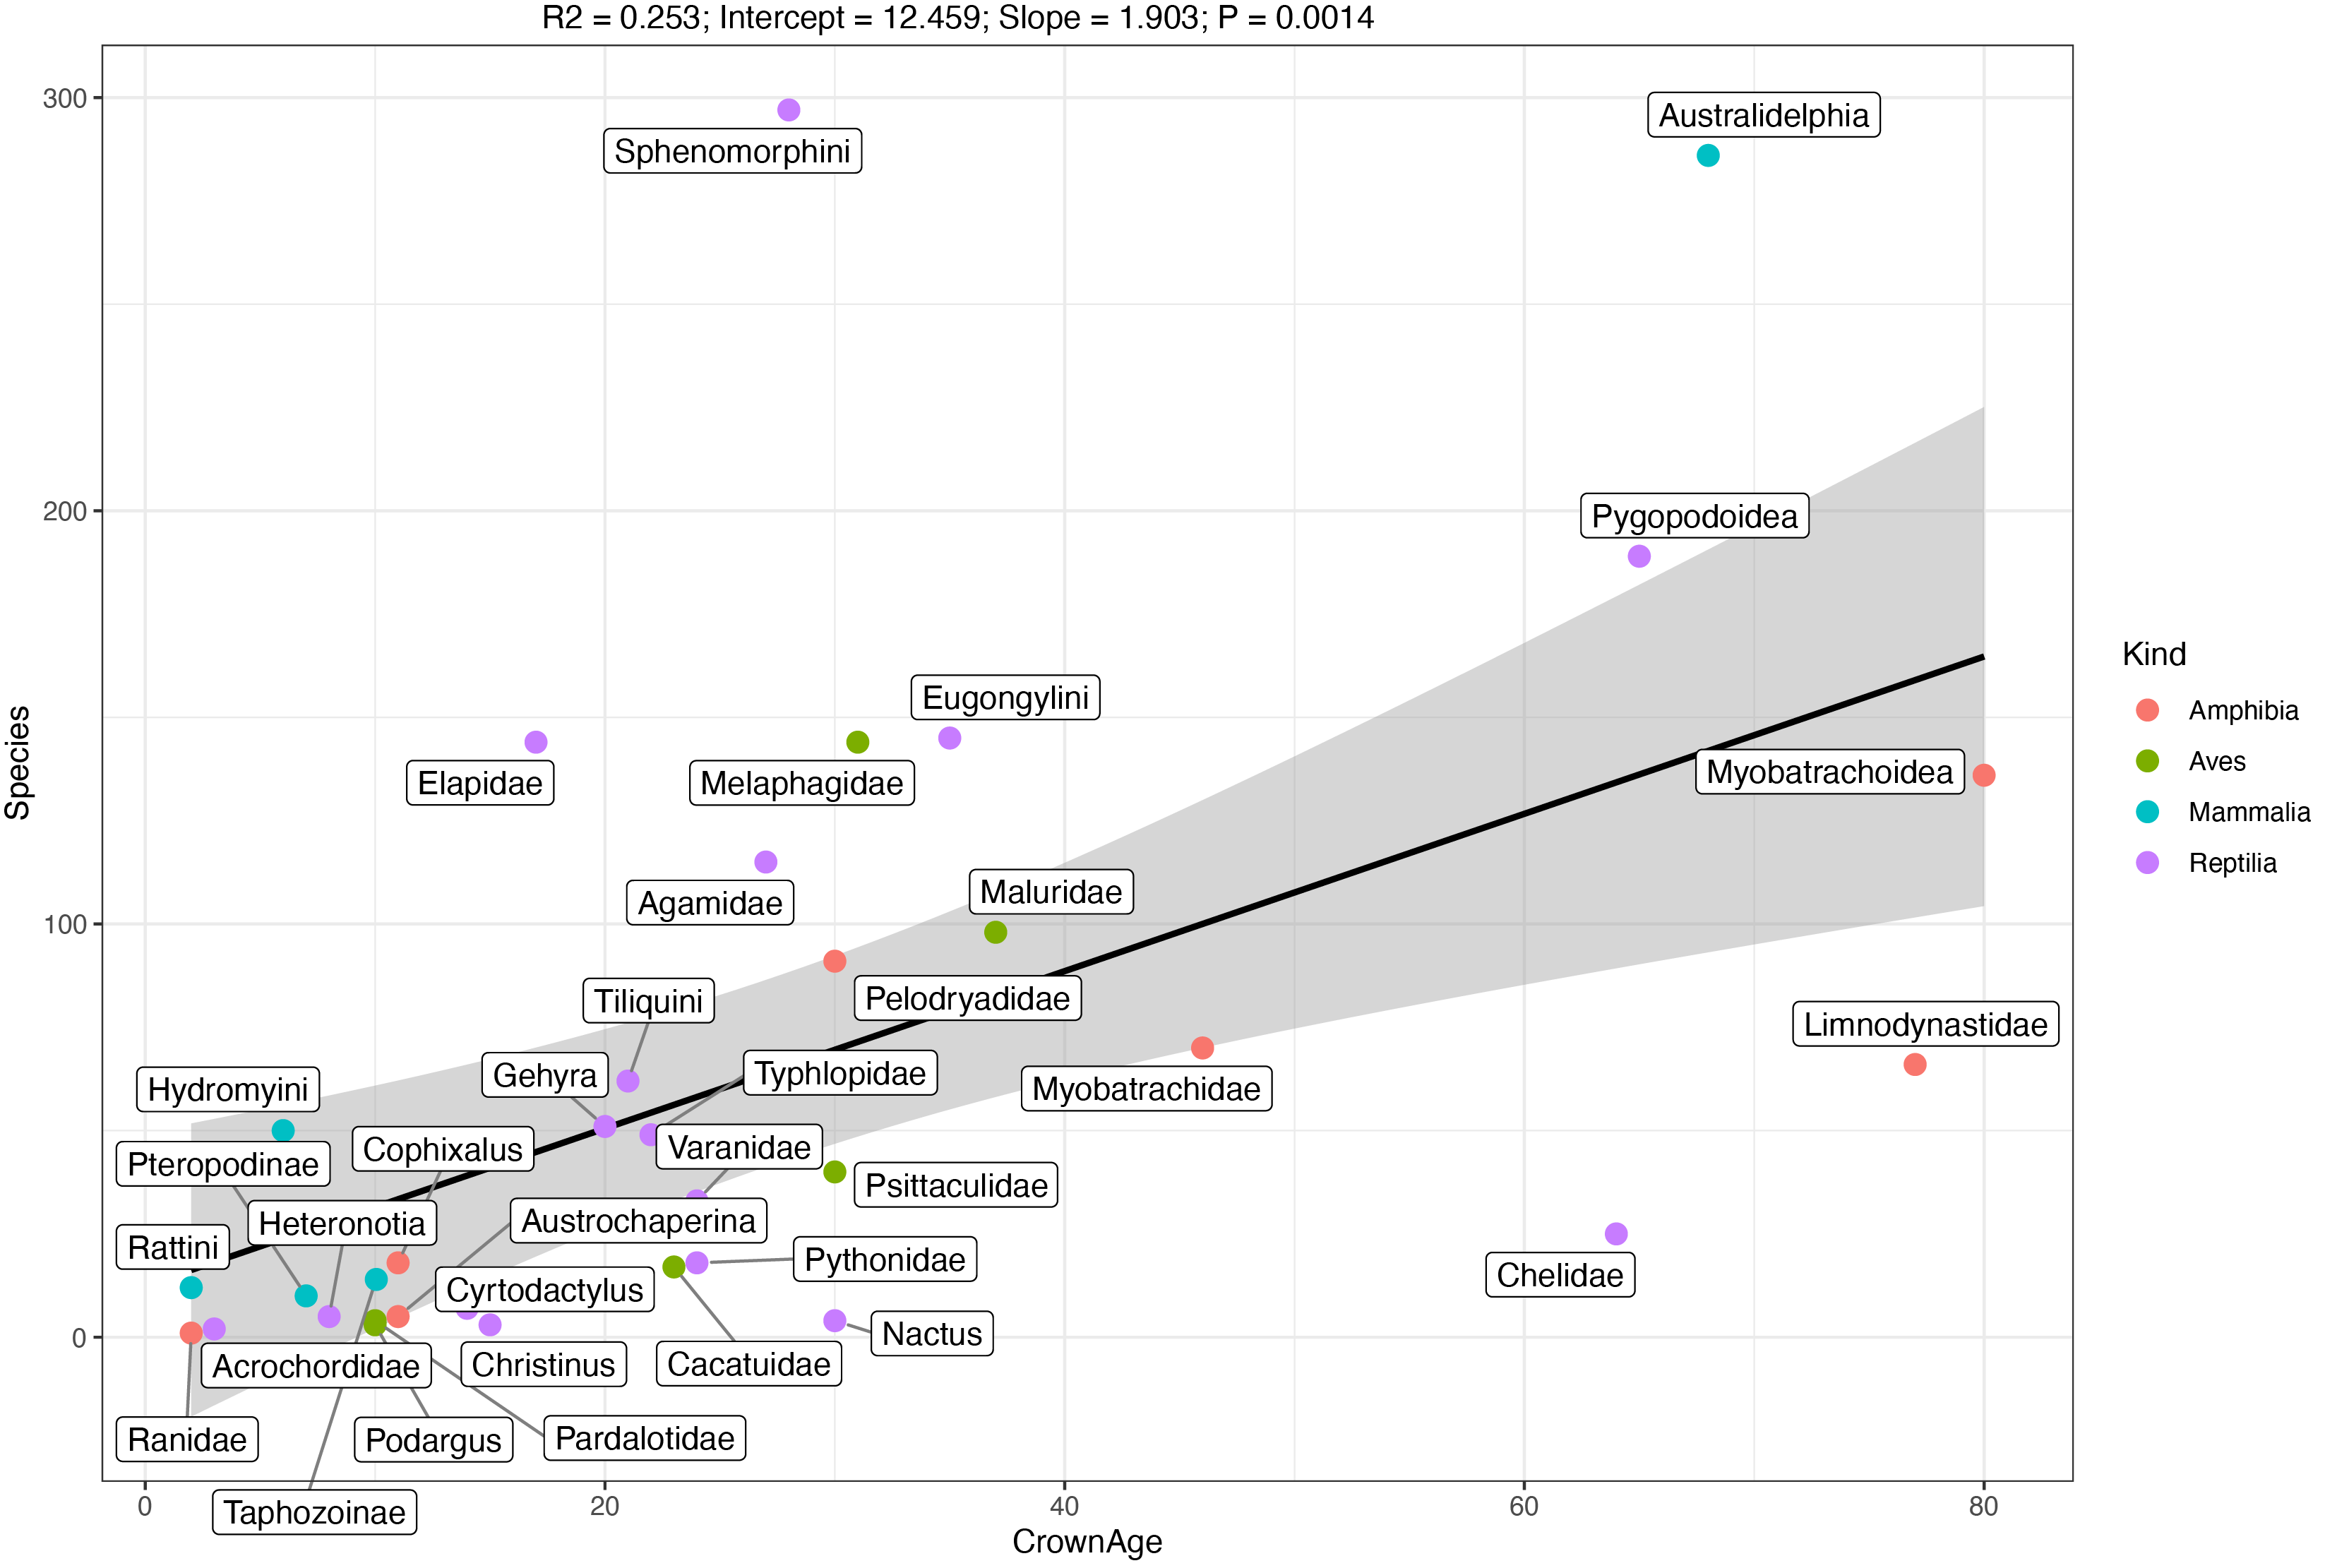 R2 = 0.253; Intercept = 12.459; Slope = 1.903; P = 0.0014
300
Australidelphia
Sphenomorphini
200
Pygopodoidea
Kind
Eugongylini
Amphibia
Species
Elapidae
Melaphagidae
Myobatrachoidea
Aves
Mammalia
Reptilia
Agamidae
Maluridae
100
Tiliquini
Pelodryadidae
Limnodynastidae
Gehyra
Typhlopidae
Hydromyini
Myobatrachidae
Cophixalus
Varanidae
Pteropodinae
Psittaculidae
Heteronotia
Austrochaperina
Rattini
Pythonidae
Chelidae
Cyrtodactylus
0
Nactus
Acrochordidae
Christinus
Cacatuidae
Ranidae
Podargus
Pardalotidae
0
20
40
60
80
Taphozoinae
CrownAge